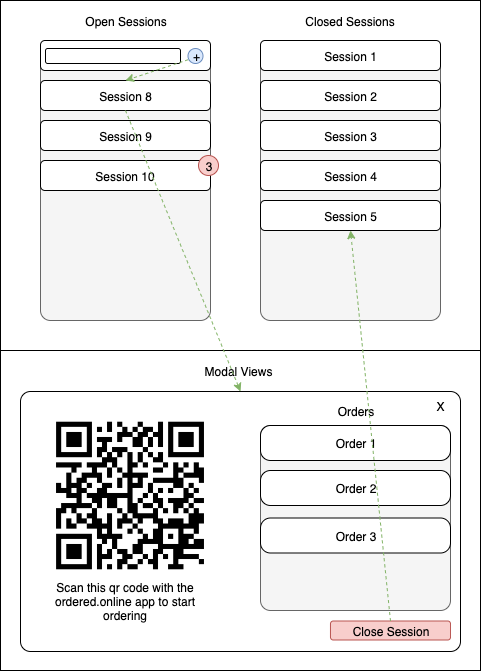 Open Sessions
Closed Sessions
+
Session 8
Session 9
Session 10
3
Session 1
Session 2
Session 3
Session 4
Session 5
Modal Views
X
Orders
Order 1
Order 2
Order 3
Scan this qr code with the
ordered.online app to start
ordering
Close Session